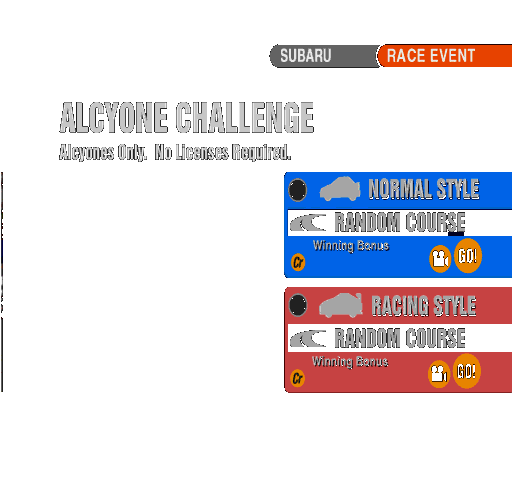 SUBARU RACE EVENT
ALCYONE CHALLENGE
Alcyones Only. No Licenses Required.
NORMAL STYLE
RANDOM COURSE
Winning Bonus
Cr GO!
RACING STYLE
RANDOM COURSE
Winning Bonus
Cr GO!